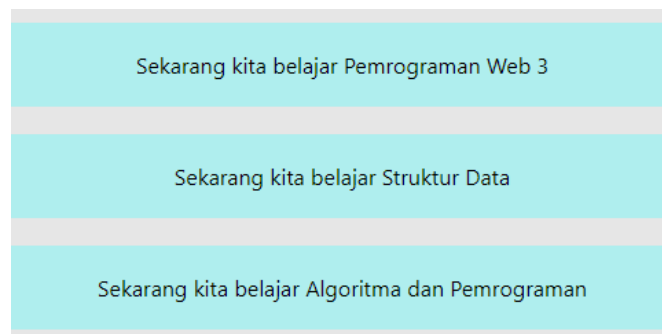 Sekarang kita belajar Pemrograman Web 3
Sekarang kita belajar Struktur Data
Sekarang kita belajar Algoritma dan Pemrograman